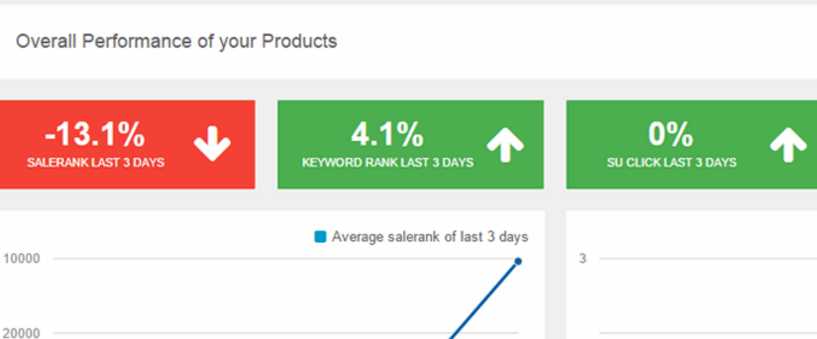 Overall Performance of your Products
-13.1%
SALERANK LAST 3 DAYS
4.1%
KEYWORD RANK LAST 3 DAYS
0%
SU CLICK LAST 3 DAYS
Average salerank of last 3 days
10000
20000
3